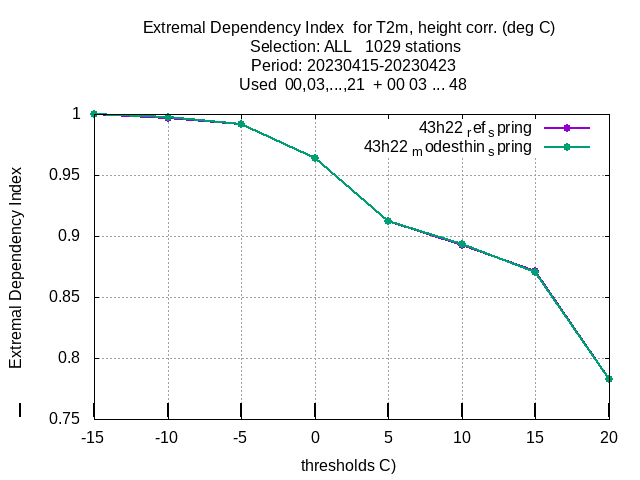 Extremal Dependency Index  for T2m, height corr. (deg C)
Selection: ALL   1029 stations
Period: 20230415-20230423
Used  00,03,...,21  + 00 03 ... 48
43h22 ref spring
43h22 modesthin spring
1
0.95
0.9
0.85
0.8
0.75
Extremal Dependency Index
-15 -10 -5 0 5 10 15 20
thresholds C)